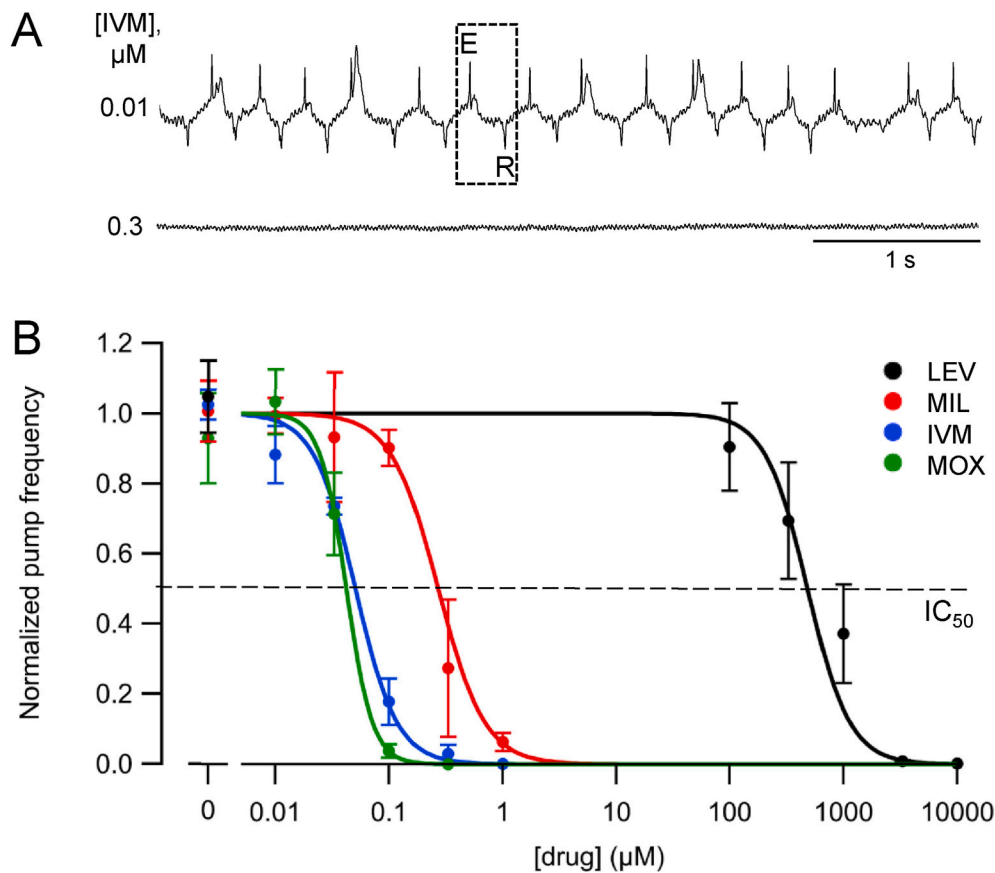 A
[IVM],
µM
0.01
E
R
0.3
1 s
B
Normalized pump frequency
1.2
1.0
0.8
0.6
0.4
0.2
0.0
LEV
MIL
IVM
MOX
IC50
0 0.01 0.1 1 10 100 1000 10000
[drug] (µM)